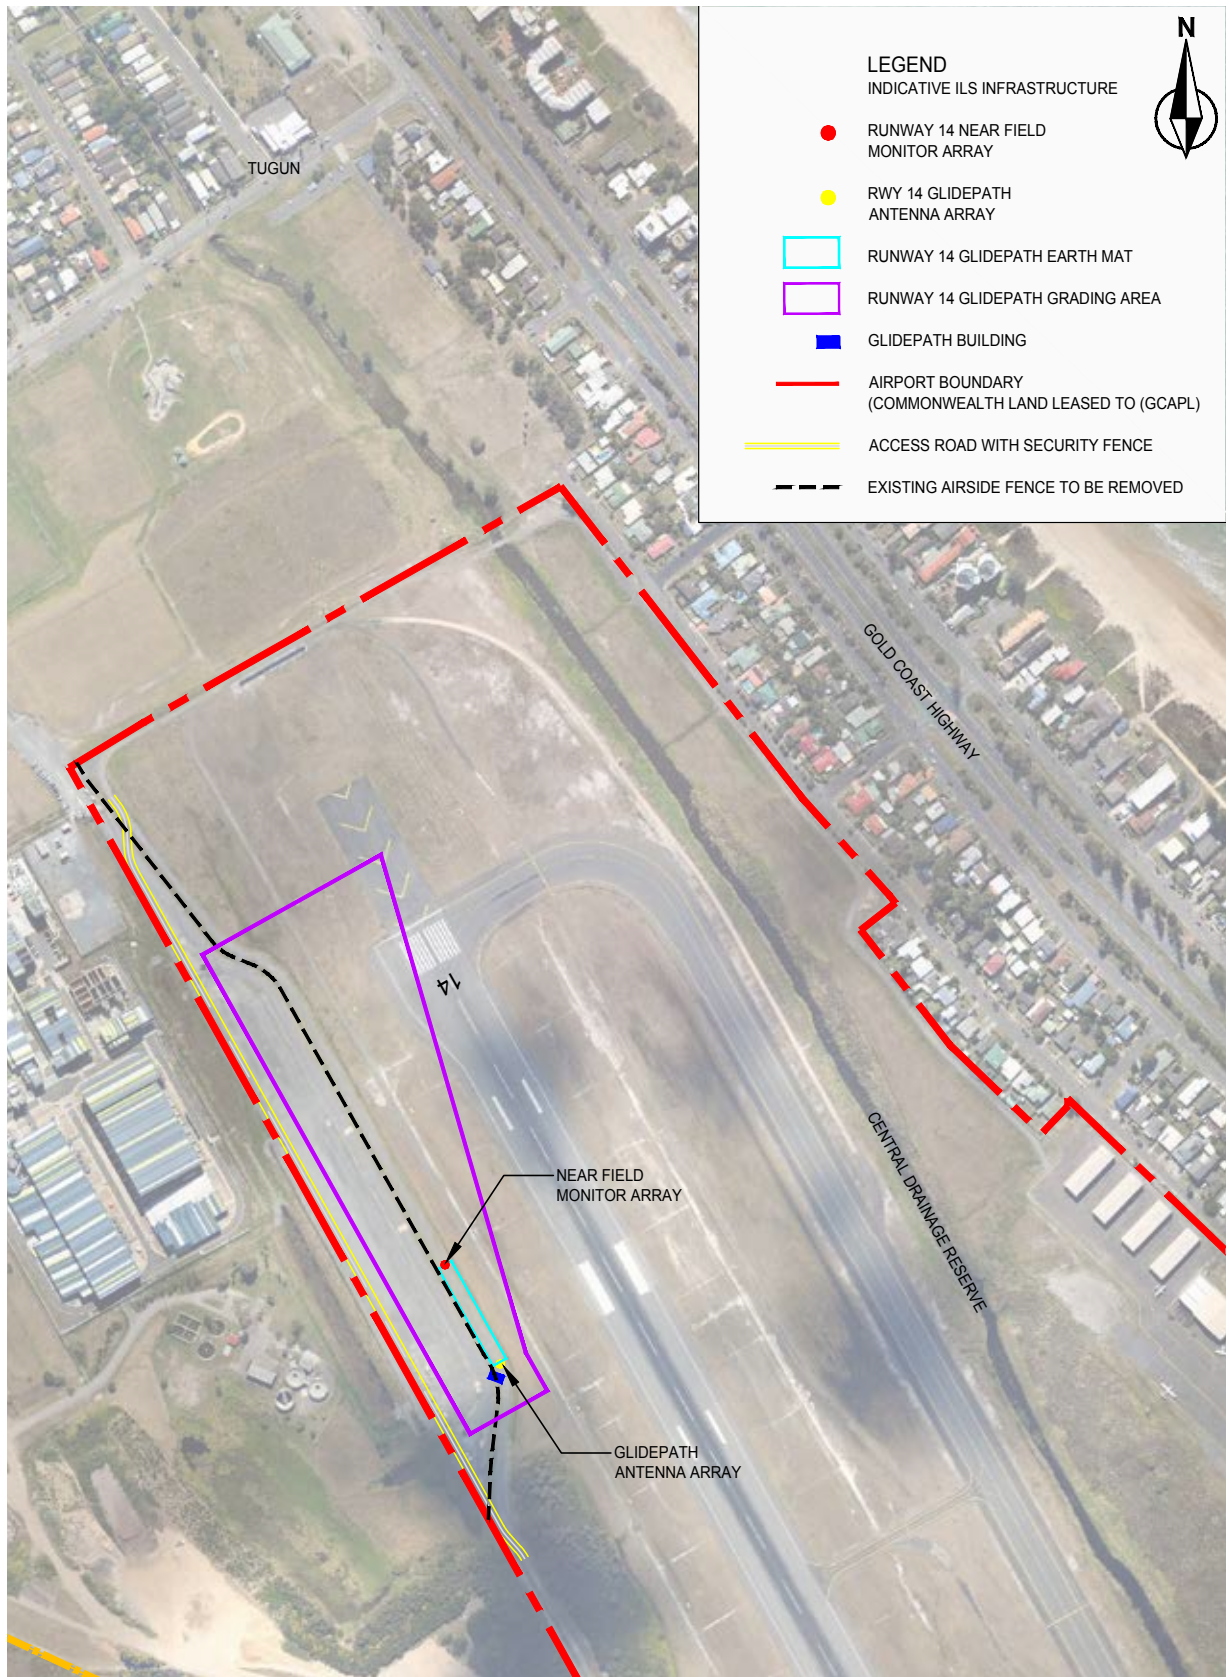 N
LEGEND
INDICATIVE ILS INFRASTRUCTURE
RUNWAY 14 NEAR FIELD
MONITOR ARRAY
RWY 14 GLIDEPATH
ANTENNA ARRAY
RUNWAY 14 GLIDEPATH EARTH MAT
RUNWAY 14 GLIDEPATH GRADING AREA
GLIDEPATH BUILDING
AIRPORT BOUNDARY
(COMMONWEALTH LAND LEASED TO (GCAPL)
ACCESS ROAD WITH SECURITY FENCE
EXISTING AIRSIDE FENCE TO BE REMOVED
TUGUN
GOLD COAST HIGHWAY
14
CENTRAL DRAINAGE RESERVE
NEAR FIELD
MONITOR ARRAY
GLIDEPATH
ANTENNA ARRAY